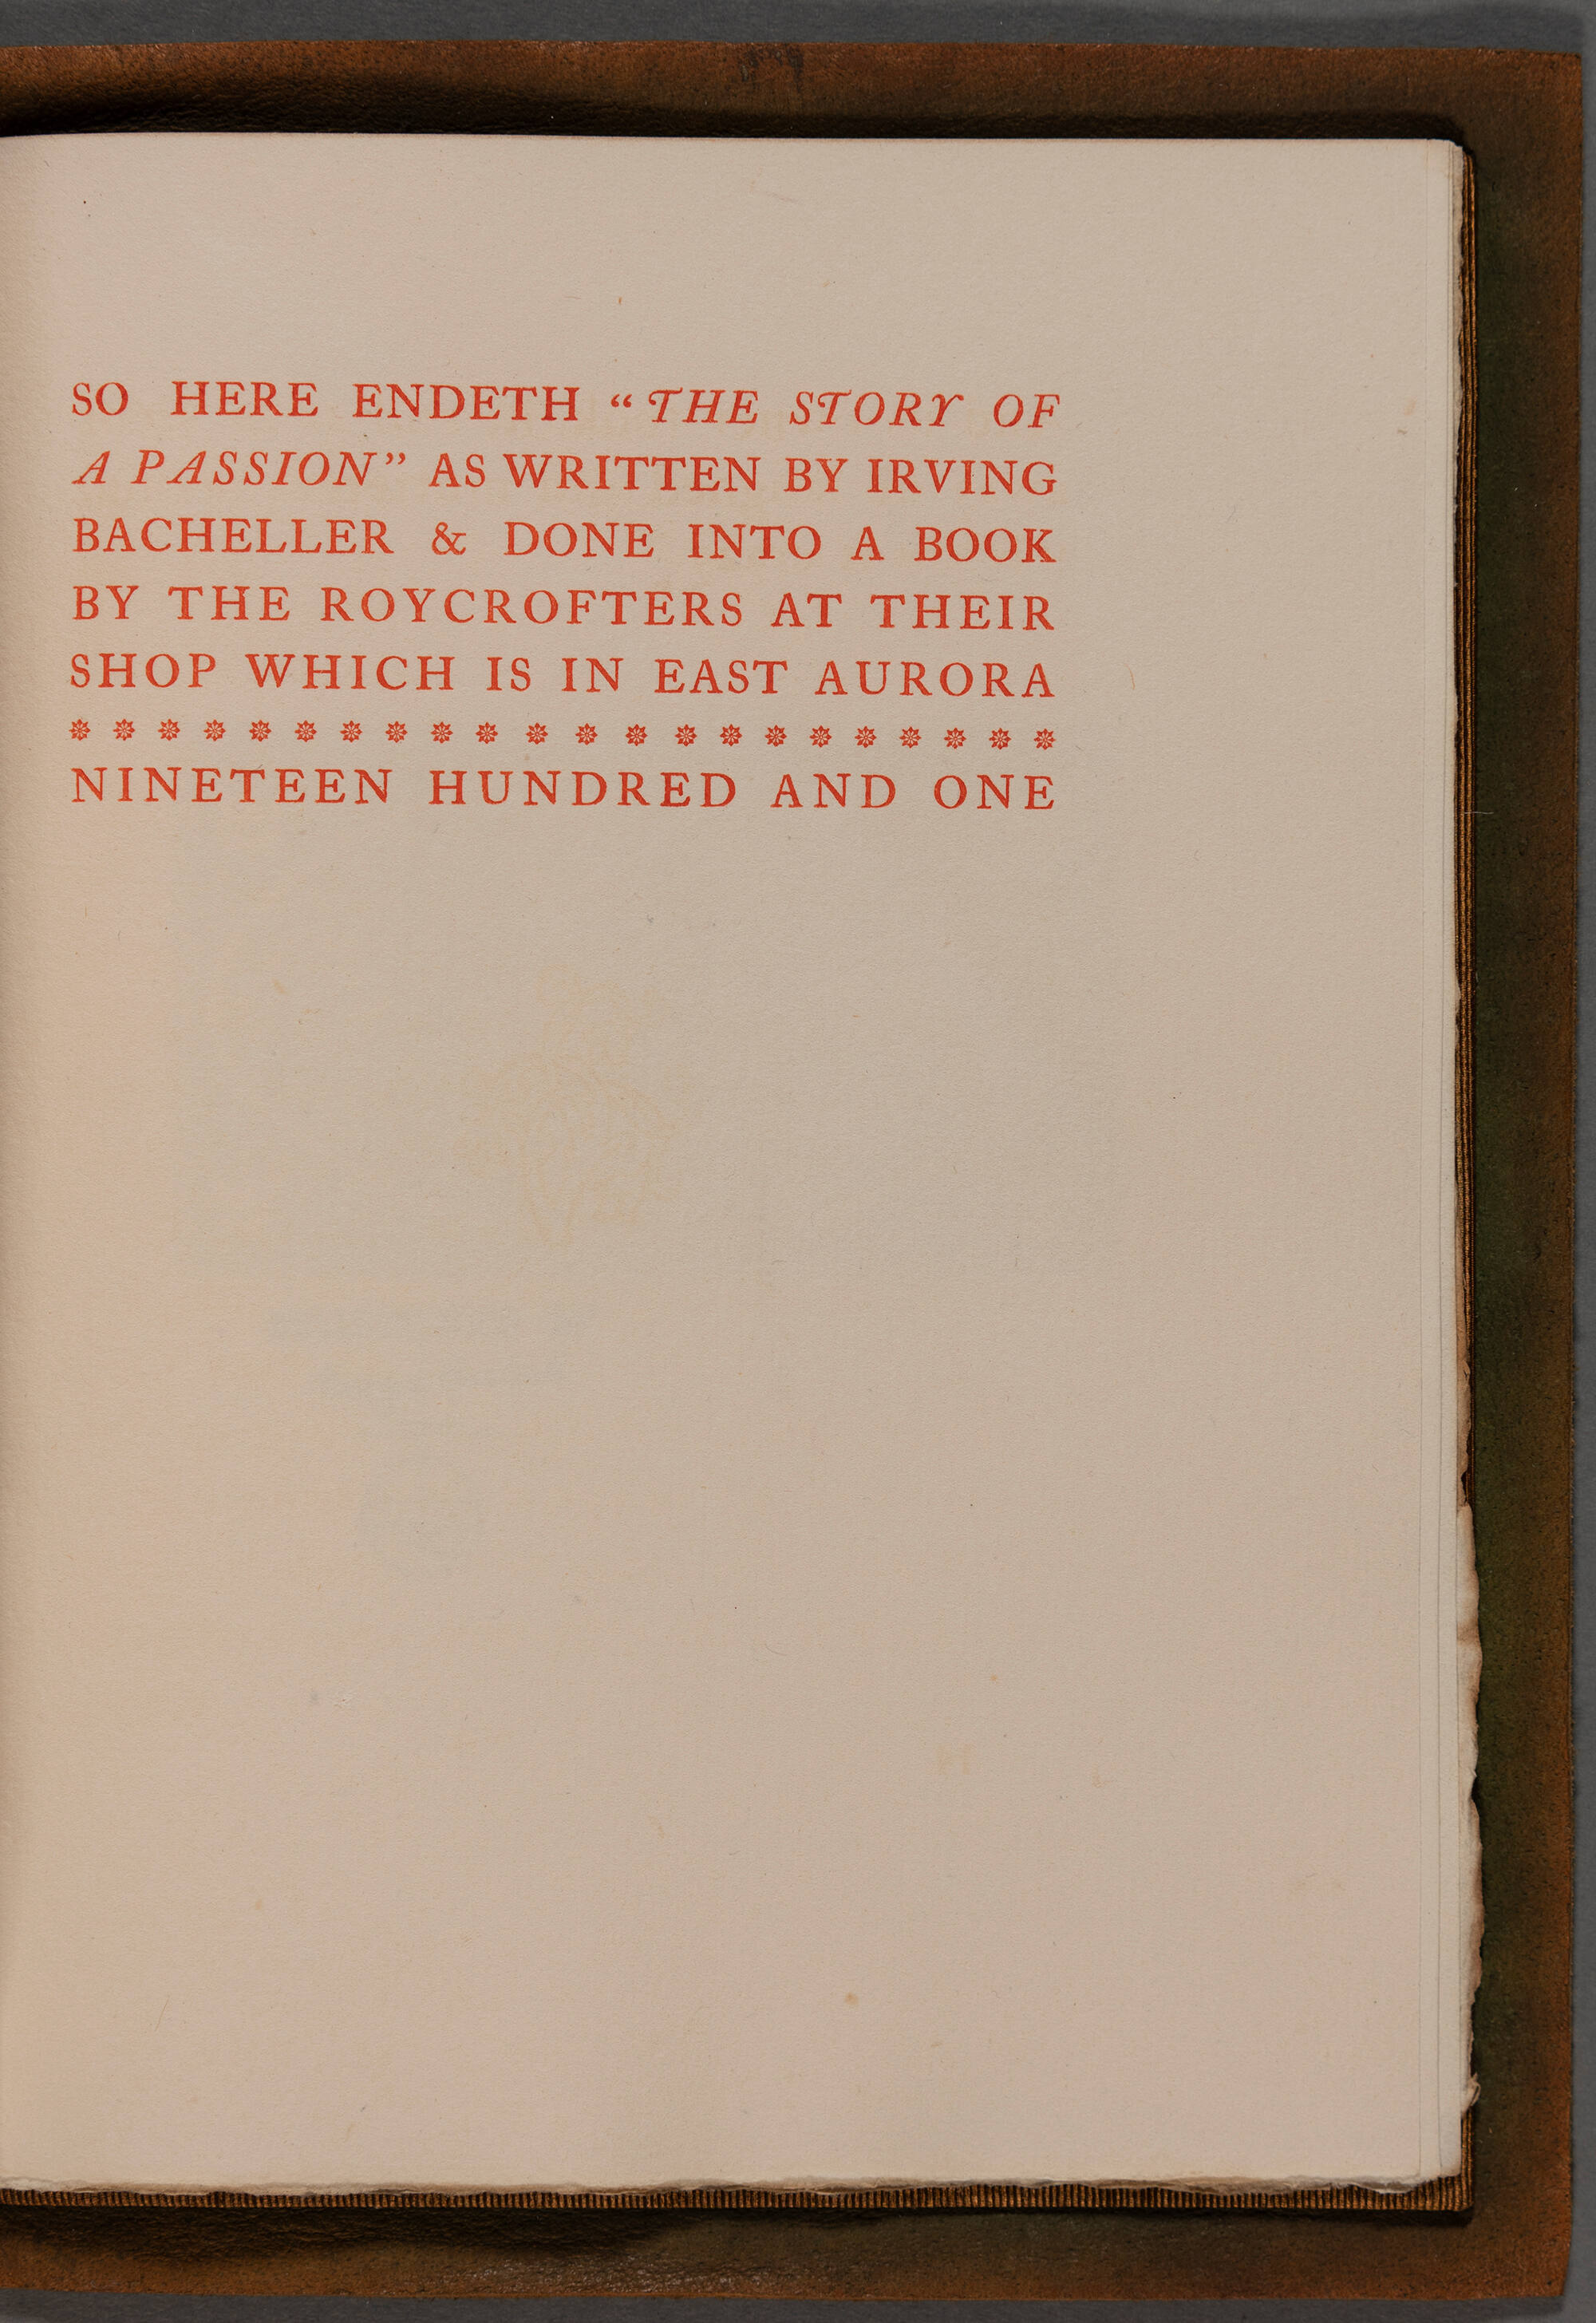 SO HERE ENDETH “THE STORY OF
A PASSION” AS WRITTEN BY IRVING
BACHELLER & DONE INTO A BOOK
BY THE ROYCROFTERS AT THEIR
SHOP WHICH IS IN EAST AURORA
NINETEEN HUNDRED AND ONE